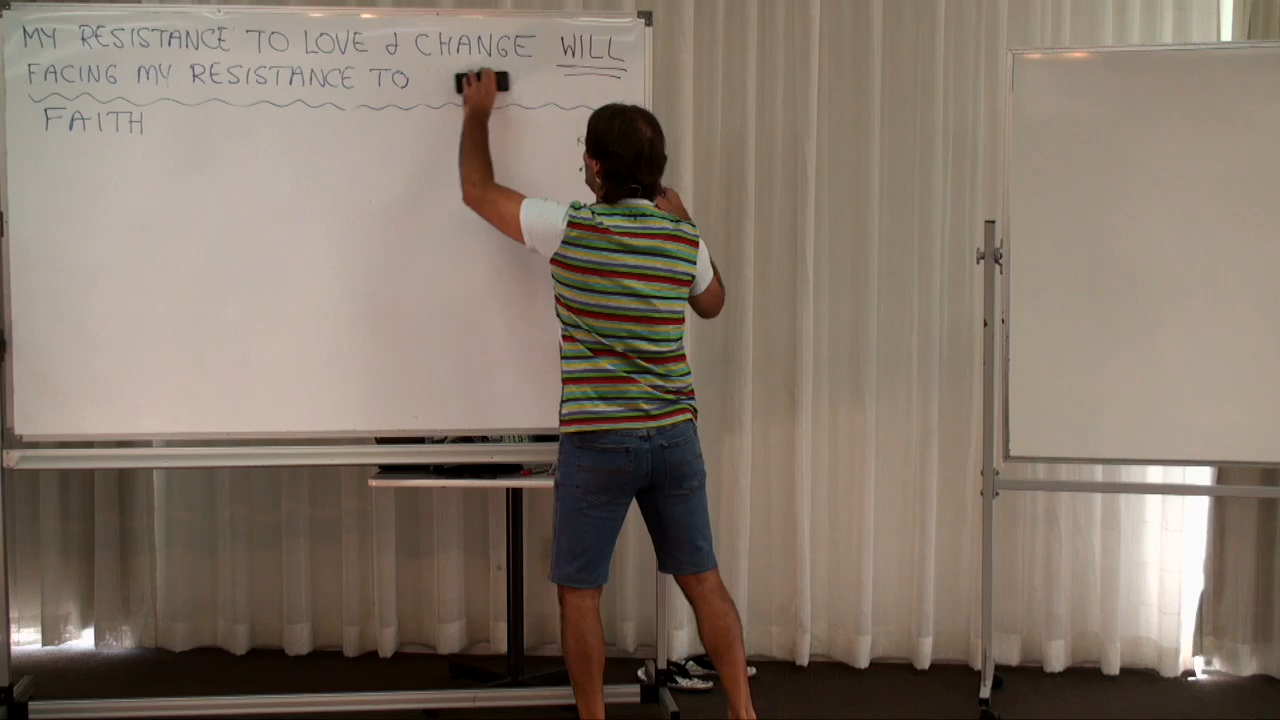 MY RESISTANCE TO LOVE & CHANGE WILL
FACING MY RESISTANCE TO
FAITH